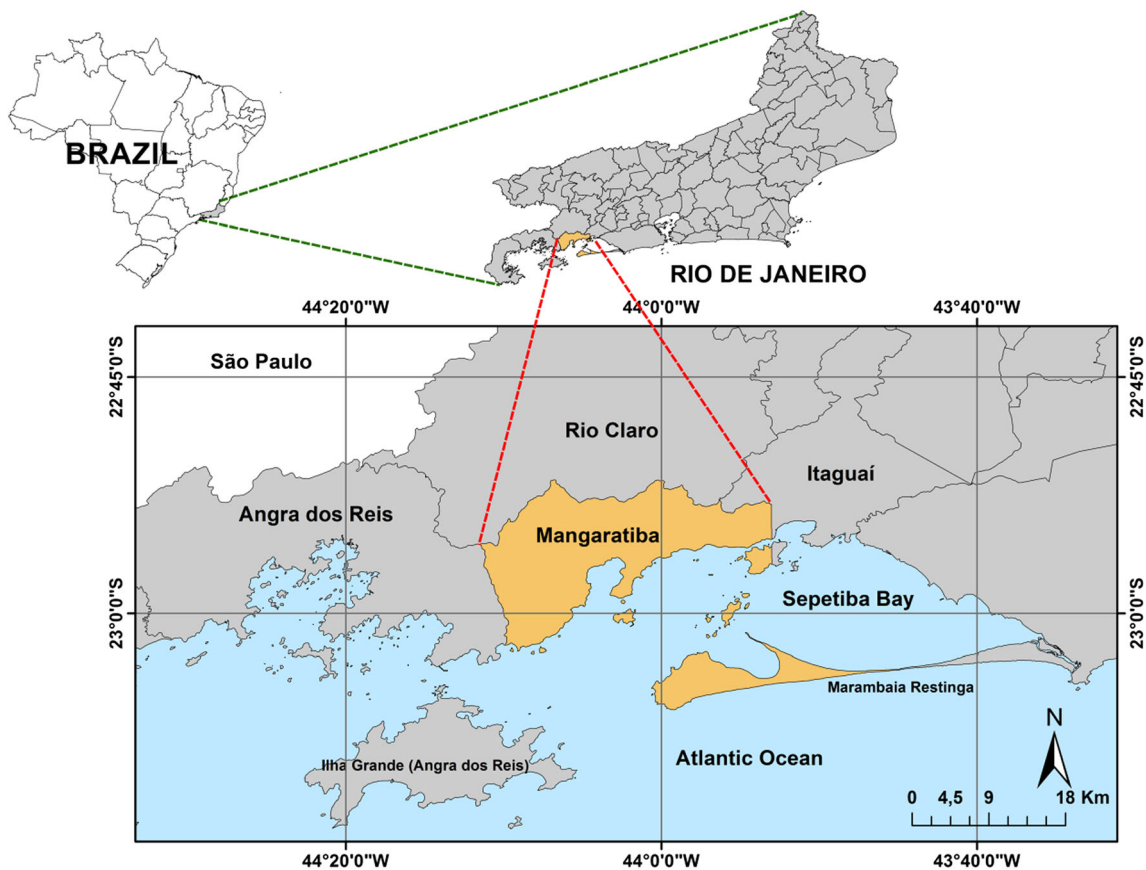 BRAZIL
RIO DE JANEIRO
44°20'0"W 44°0'0"W 43°40'0"W
São Paulo
22°45'0"S 22°45'0"S
Rio Claro
Itaguaí
Angra dos Reis
Mangaratiba
Sepetiba Bay
23°0'0"S 23°0'0"S
Marambaia Restinga
N
Atlantic Ocean
Ilha Grande (Angra dos Reis)
0 4,5 9 18 Km
44°20'0"W 44°0'0"W 43°40'0"W